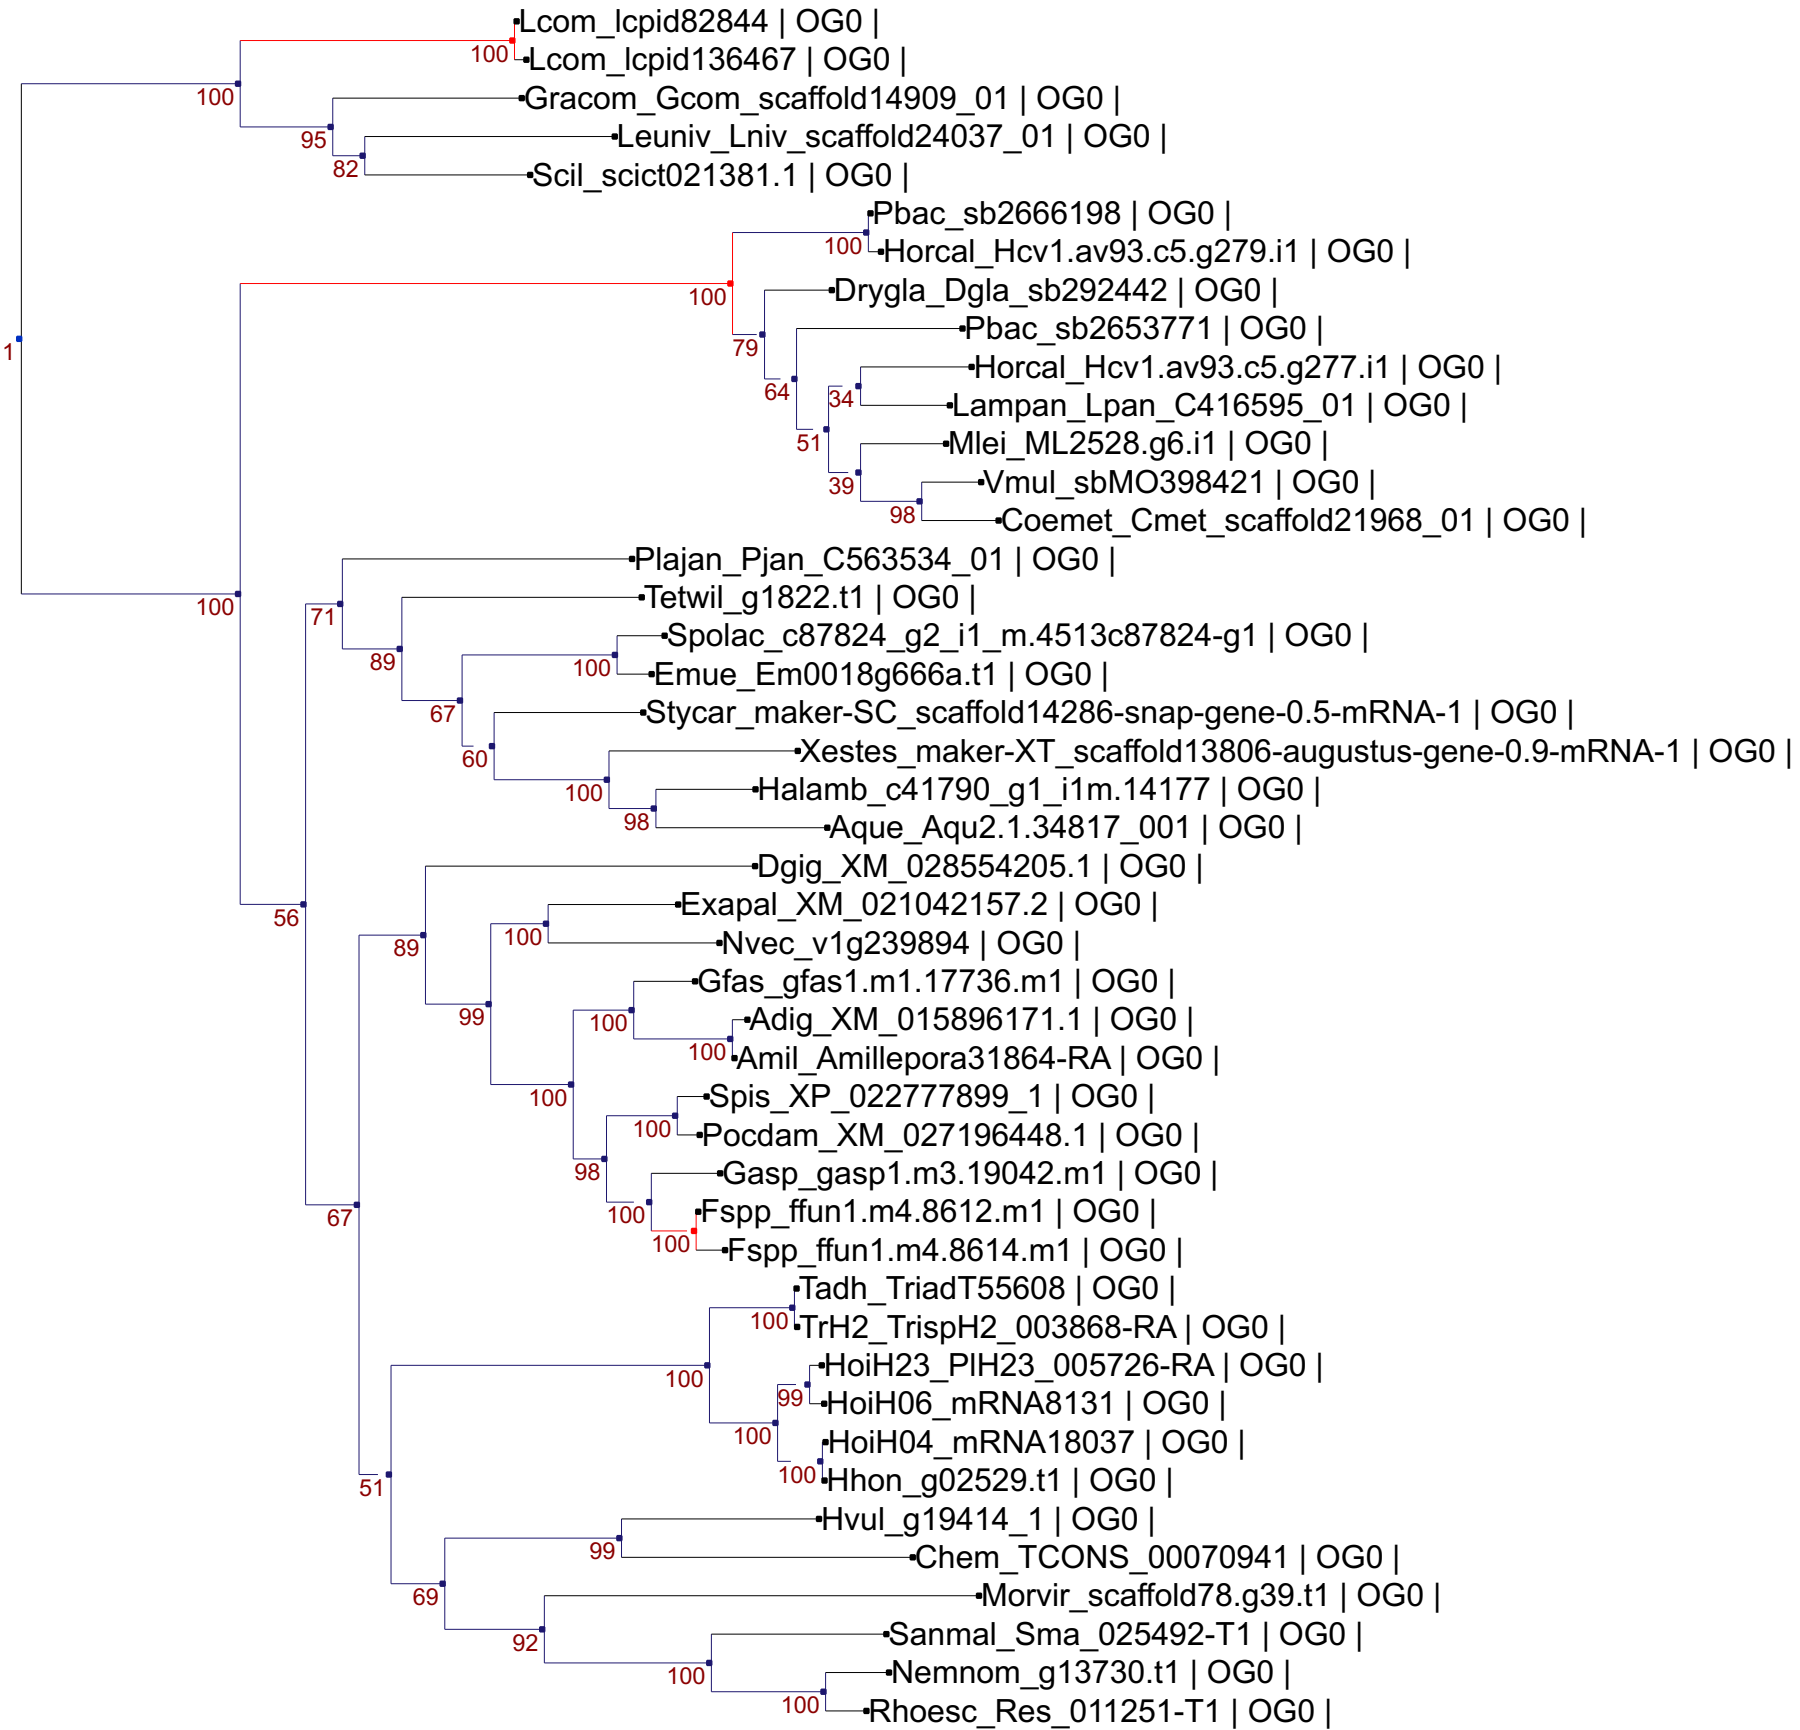 Lcom_lcpid82844 | OG0 |
100
Lcom_lcpid136467 | OG0 |
100
Gracom_Gcom_scaffold14909_01 | OG0 |
95
Leuniv_Lniv_scaffold24037_01 | OG0 |
82
Scil_scict021381.1 | OG0 |
Pbac_sb2666198 | OG0 |
100
Horcal_Hcv1.av93.c5.g279.i1 | OG0 |
100
Drygla_Dgla_sb292442 | OG0 |
1
79
Pbac_sb2653771 | OG0 |
64
Horcal_Hcv1.av93.c5.g277.i1 | OG0 |
34
Lampan_Lpan_C416595_01 | OG0 |
51
Mlei_ML2528.g6.i1 | OG0 |
39
Vmul_sbMO398421 | OG0 |
98
Coemet_Cmet_scaffold21968_01 | OG0 |
Plajan_Pjan_C563534_01 | OG0 |
100
71
Tetwil_g1822.t1 | OG0 |
89
Spolac_c87824_g2_i1_m.4513c87824-g1 | OG0 |
100
Emue_Em0018g666a.t1 | OG0 |
67
Stycar_maker-SC_scaffold14286-snap-gene-0.5-mRNA-1 | OG0 |
60
Xestes_maker-XT_scaffold13806-augustus-gene-0.9-mRNA-1 | OG0 |
100
Halamb_c41790_g1_i1m.14177 | OG0 |
98
Aque_Aqu2.1.34817_001 | OG0 |
Dgig_XM_028554205.1 | OG0 |
56
89
Exapal_XM_021042157.2 | OG0 |
100
Nvec_v1g239894 | OG0 |
99
Gfas_gfas1.m1.17736.m1 | OG0 |
100
Adig_XM_015896171.1 | OG0 |
100
Amil_Amillepora31864-RA | OG0 |
100
Spis_XP_022777899_1 | OG0 |
100
Pocdam_XM_027196448.1 | OG0 |
98
Gasp_gasp1.m3.19042.m1 | OG0 |
67
100
Fspp_ffun1.m4.8612.m1 | OG0 |
100
Fspp_ffun1.m4.8614.m1 | OG0 |
Tadh_TriadT55608 | OG0 |
100
TrH2_TrispH2_003868-RA | OG0 |
100
HoiH23_PlH23_005726-RA | OG0 |
99
HoiH06_mRNA8131 | OG0 |
100
HoiH04_mRNA18037 | OG0 |
100
Hhon_g02529.t1 | OG0 |
51
Hvul_g19414_1 | OG0 |
99
Chem_TCONS_00070941 | OG0 |
69
Morvir_scaffold78.g39.t1 | OG0 |
92
Sanmal_Sma_025492-T1 | OG0 |
100
Nemnom_g13730.t1 | OG0 |
100
Rhoesc_Res_011251-T1 | OG0 |